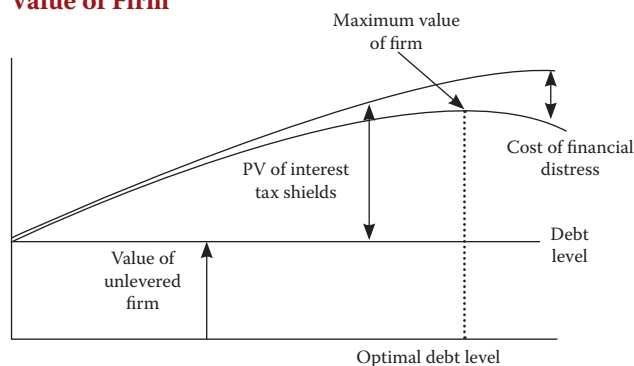 Value of Firm
Maximum value
of firm
Cost of financial
distress
PV of interest
tax shields
Debt
level
Value of
unlevered
firm
Optimal debt level